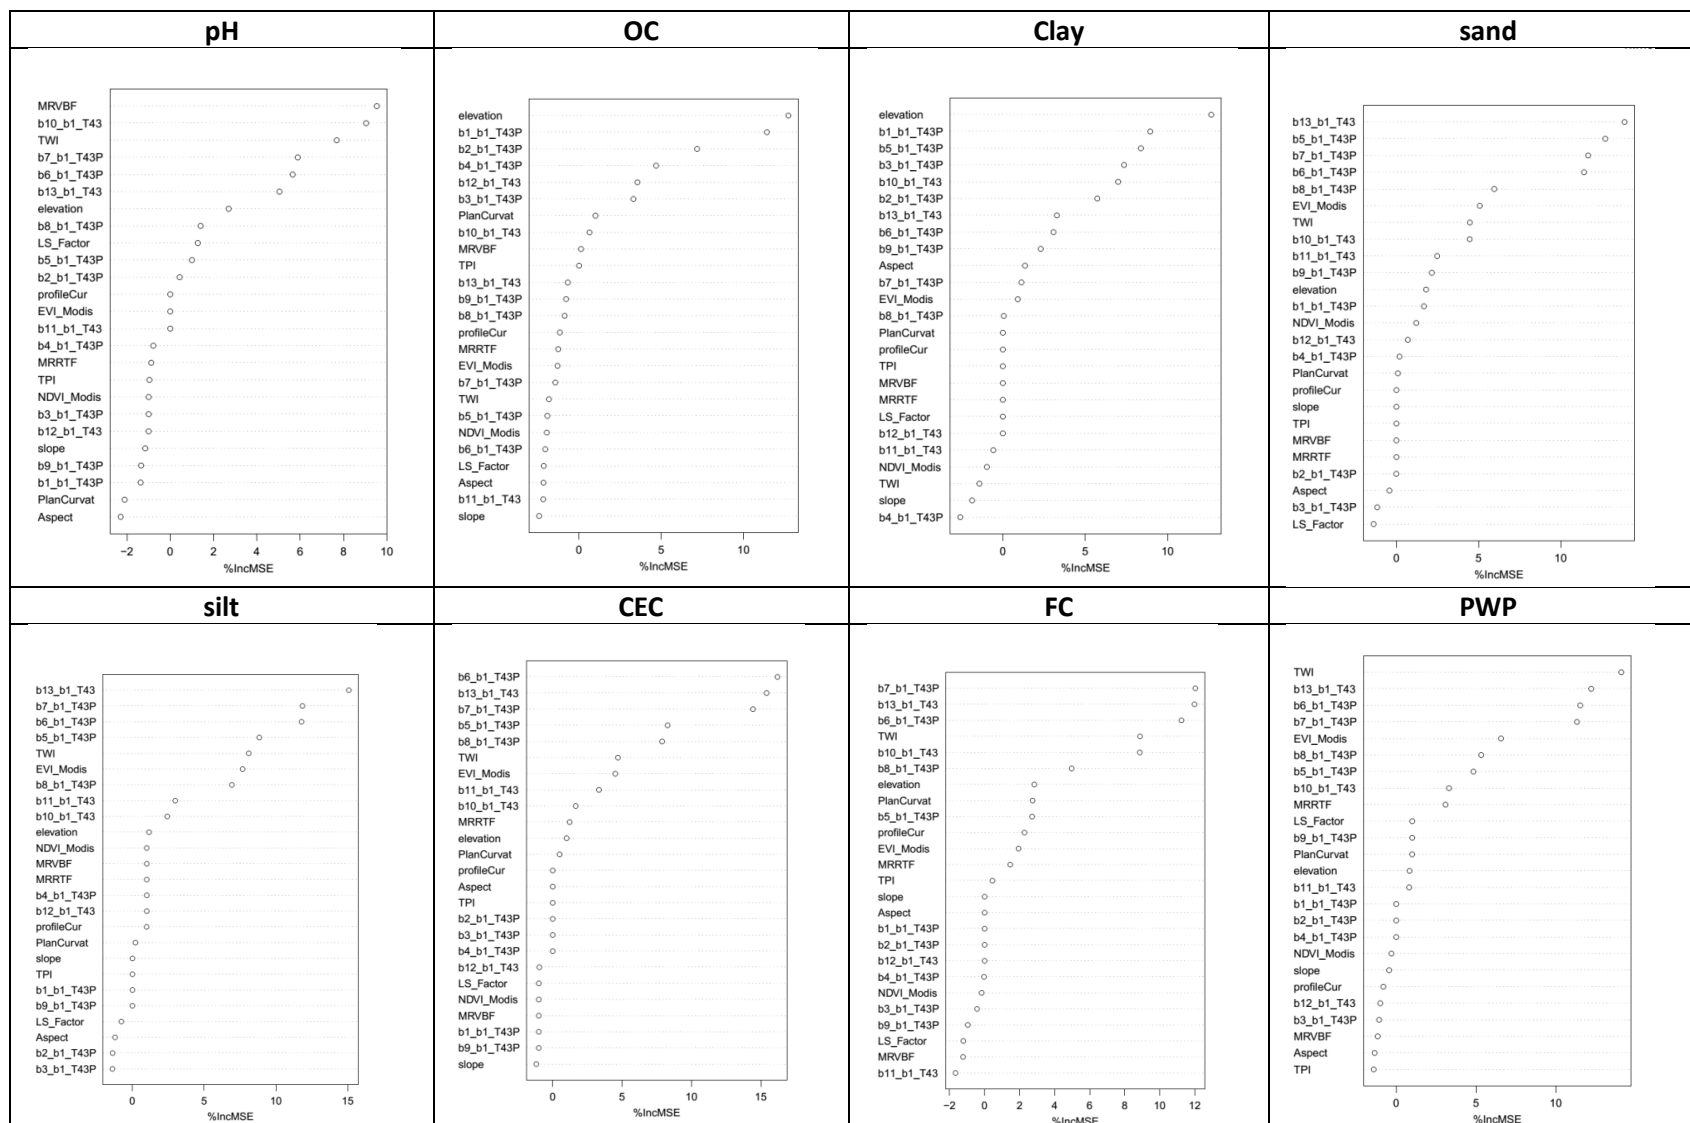 pH
OC
Clay
sand
MRVBF
b10_b1_T43
TWI
b7_b1_T43P
b6_b1_T43P
b13_b1_T43
elevation
b8_b1_T43P
LS_Factor
b5_b1_T43P
b2_b1_T43P
profileCur
EVI_Modis
b11_b1_T43
b4_b1_T43P
MRRTF
TPI
NDVI_Modis
b3_b1_T43P
b12_b1_T43
slope
b9_b1_T43P
b1_b1_T43P
PlanCurvat
Aspect
−2 0 2 4 6 8 10
%IncMSE
elevation
b1_b1_T43P
b2_b1_T43P
b4_b1_T43P
b12_b1_T43
b3_b1_T43P
PlanCurvat
b10_b1_T43
MRVBF
TPI
b13_b1_T43
b9_b1_T43P
b8_b1_T43P
profileCur
MRRTF
EVI_Modis
b7_b1_T43P
TWI
b5_b1_T43P
NDVI_Modis
b6_b1_T43P
LS_Factor
Aspect
b11_b1_T43
slope
0 5 10
%IncMSE
elevation
b1_b1_T43P
b5_b1_T43P
b3_b1_T43P
b10_b1_T43
b2_b1_T43P
b13_b1_T43
b6_b1_T43P
b9_b1_T43P
Aspect
b7_b1_T43P
EVI_Modis
b8_b1_T43P
PlanCurvat
profileCur
TPI
MRVBF
MRRTF
LS_Factor
b12_b1_T43
b11_b1_T43
NDVI_Modis
TWI
slope
b4_b1_T43P
0 5 10
%IncMSE
b13_b1_T43
b5_b1_T43P
b7_b1_T43P
b6_b1_T43P
b8_b1_T43P
EVI_Modis
TWI
b10_b1_T43
b11_b1_T43
b9_b1_T43P
elevation
b1_b1_T43P
NDVI_Modis
b12_b1_T43
b4_b1_T43P
PlanCurvat
profileCur
slope
TPI
MRVBF
MRRTF
b2_b1_T43P
Aspect
b3_b1_T43P
LS_Factor
0 5 10
%IncMSE
silt
CEC
FC
PWP
b13_b1_T43
b7_b1_T43P
b6_b1_T43P
b5_b1_T43P
TWI
EVI_Modis
b8_b1_T43P
b11_b1_T43
b10_b1_T43
elevation
NDVI_Modis
MRVBF
MRRTF
b4_b1_T43P
b12_b1_T43
profileCur
PlanCurvat
slope
TPI
b1_b1_T43P
b9_b1_T43P
LS_Factor
Aspect
b2_b1_T43P
b3_b1_T43P
0 5 10 15
%IncMSE
b6_b1_T43P
b13_b1_T43
b7_b1_T43P
b5_b1_T43P
b8_b1_T43P
TWI
EVI_Modis
b11_b1_T43
b10_b1_T43
MRRTF
elevation
PlanCurvat
profileCur
Aspect
TPI
b2_b1_T43P
b3_b1_T43P
b4_b1_T43P
b12_b1_T43
LS_Factor
NDVI_Modis
MRVBF
b1_b1_T43P
b9_b1_T43P
slope
0 5 10 15
%IncMSE
b7_b1_T43P
b13_b1_T43
b6_b1_T43P
TWI
b10_b1_T43
b8_b1_T43P
elevation
PlanCurvat
b5_b1_T43P
profileCur
EVI_Modis
MRRTF
TPI
slope
Aspect
b1_b1_T43P
b2_b1_T43P
b12_b1_T43
b4_b1_T43P
NDVI_Modis
b3_b1_T43P
b9_b1_T43P
LS_Factor
MRVBF
b11_b1_T43
−2 0 2 4 6 8 10 12
%IncMSE
TWI
b13_b1_T43
b6_b1_T43P
b7_b1_T43P
EVI_Modis
b8_b1_T43P
b5_b1_T43P
b10_b1_T43
MRRTF
LS_Factor
b9_b1_T43P
PlanCurvat
elevation
b11_b1_T43
b1_b1_T43P
b2_b1_T43P
b4_b1_T43P
NDVI_Modis
slope
profileCur
b12_b1_T43
b3_b1_T43P
MRVBF
Aspect
TPI
0 5 10
%IncMSE